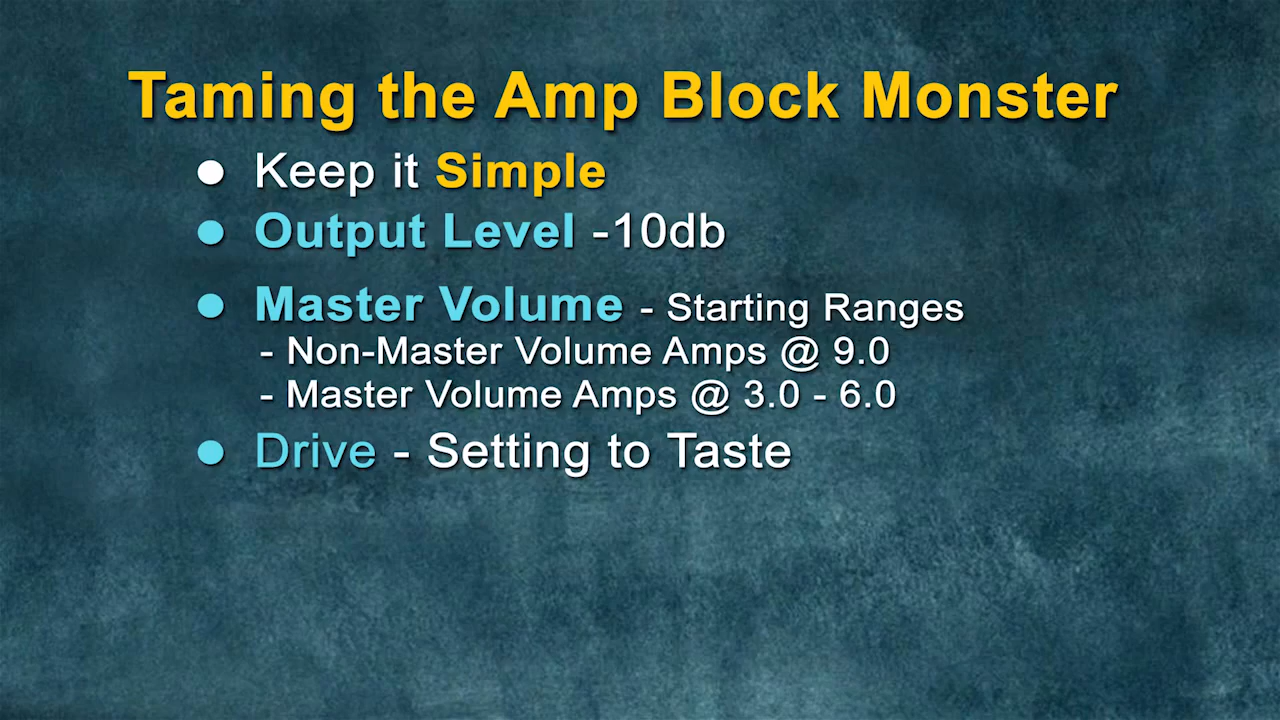 Taming the Amp Block Monster
● Keep it Simple
● Output Level -10db
● Master Volume - Starting Ranges
- Non-Master Volume Amps @ 9.0
- Master Volume Amps @ 3.0 - 6.0
● Drive - Setting to Taste